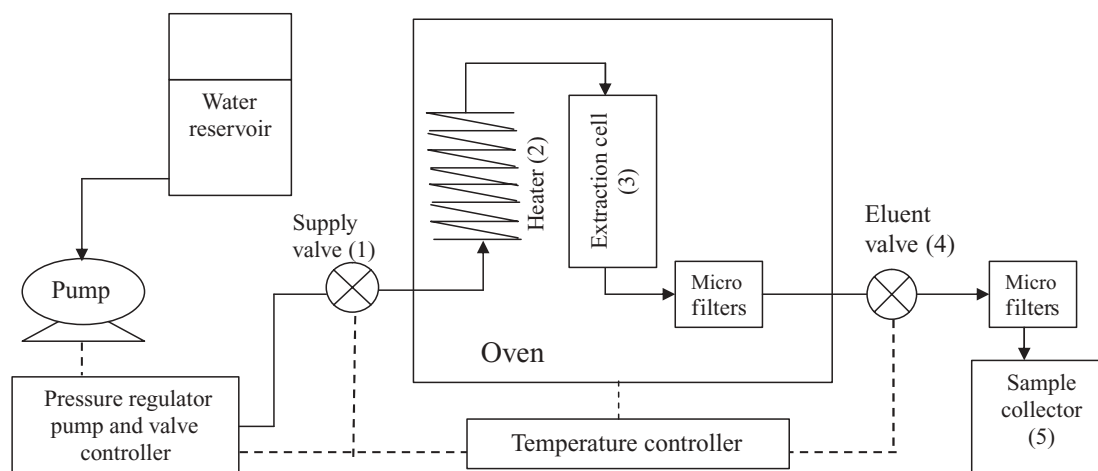 Water
reservoir
Pump
Supply
valve (1)
Heater (2)
Extraction cell
(3)
Micro
filters
Oven
Eluent
valve (4)
Micro
filters
Sample
collector
(5)
Pressure regulator
pump and valve
controller
Temperature controller